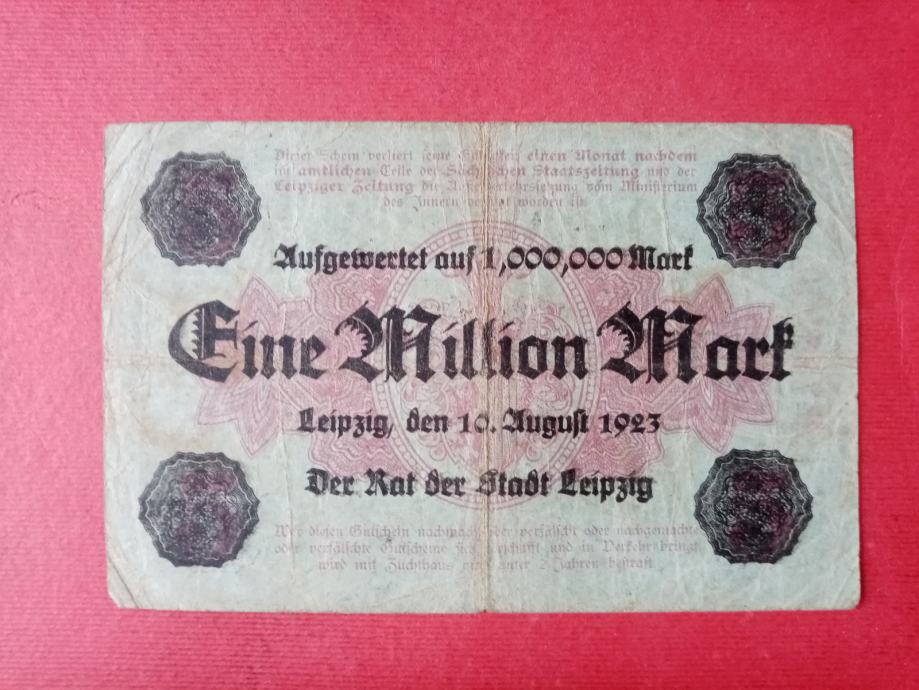 Dieser Schein verliert seine Gültigkeit einen Monat nachdem
im amtlichen Teile der Sächsischen Staatszeitung und der
Leipziger Zeitung die vom Ministerium
des Innern worden ist.
Aufgewertet auf 1,000,000 Mark
Eine Million Mark
Leipzig, den 10. August 1923
Der Rat der Stadt Leipzig
Wer diesen Gutschein nachmacht oder verfälscht oder nachgemachte
oder verfälschte Gutscheine sich verschafft und in Verkehr bringt
wird mit Zuchthaus nicht unter 2 Jahren bestraft.